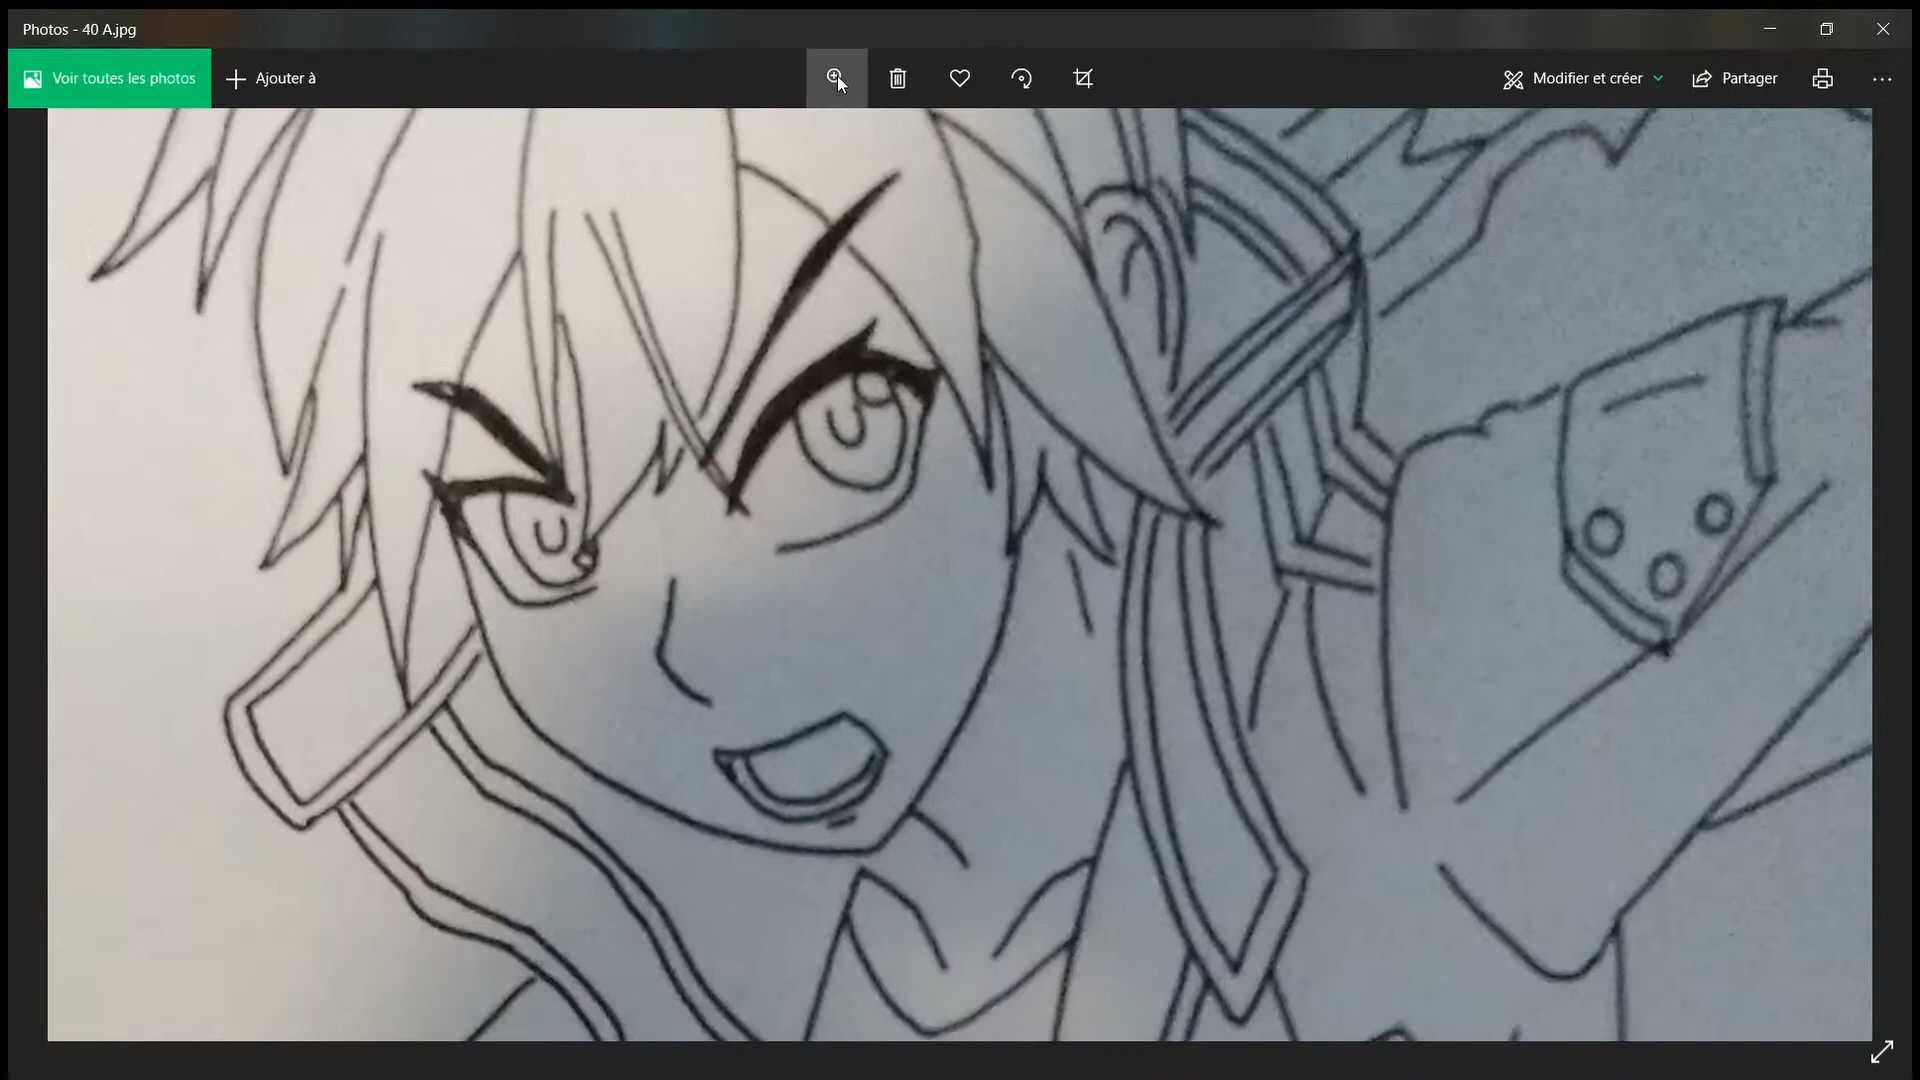 Photos - 40 A.jpg
Voir toutes les photos
Ajouter à
Modifier et créer
Partager